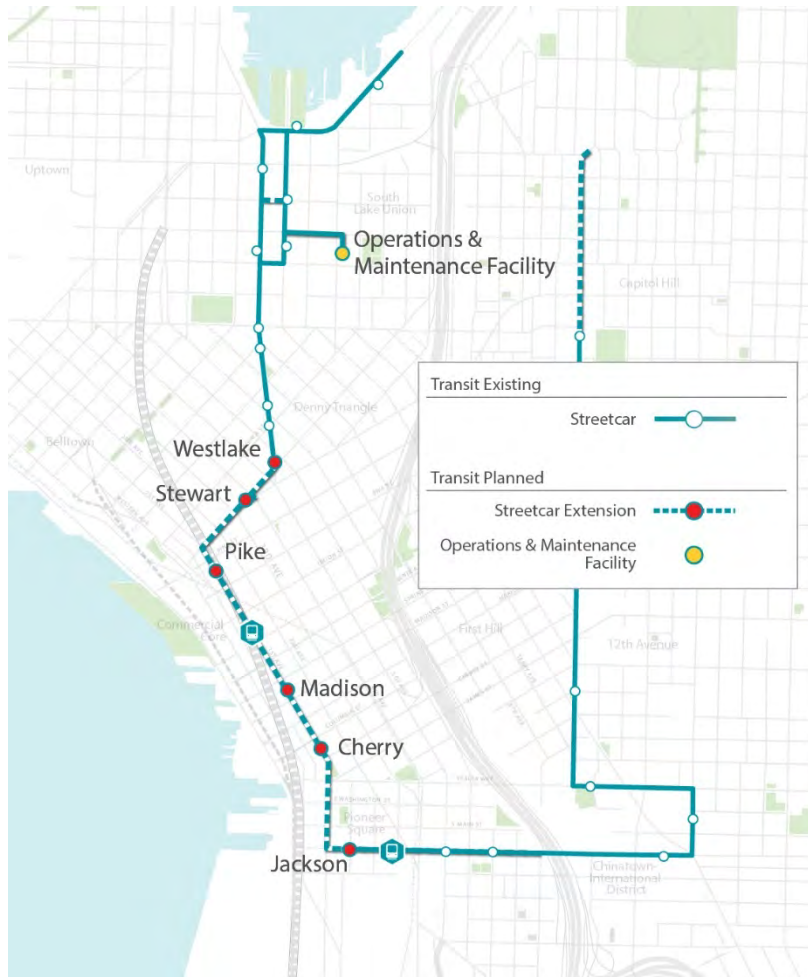 Uptown
South
Lake Union
Operations &
Maintenance Facility
Capitol Hill
Transit Existing
Streetcar
Transit Planned
Streetcar Extension
Operations & Maintenance
Facility
Denny Triangle
Belltown
Westlake
Stewart
Pike
Commercial
Core
First Hill
12th Avenue
Madison
Cherry
Pioneer
Square
Jackson
Chinatown-
International
District